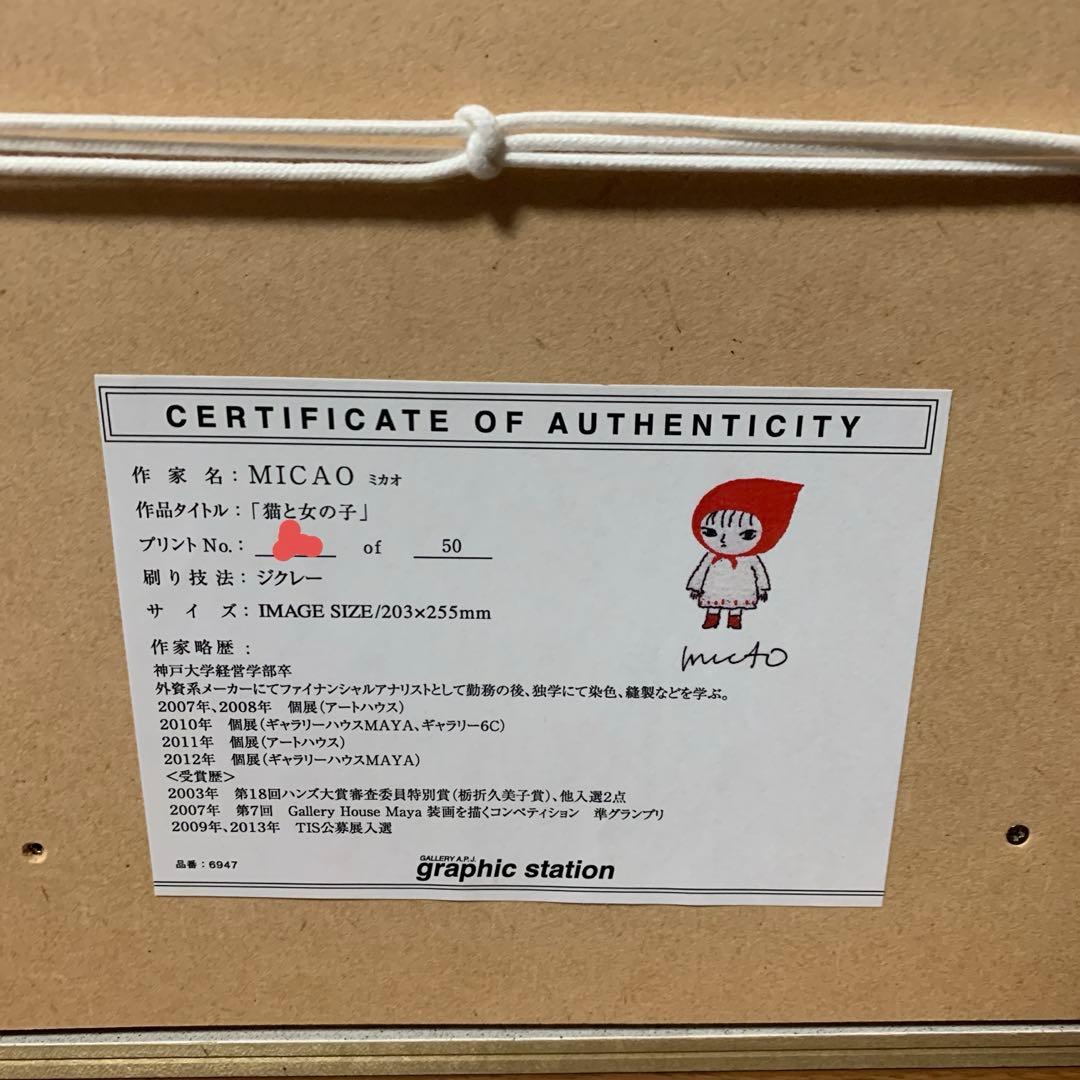 CERTIFICATE OF AUTHENTICITY
作家名：MICAO ミカオ
作品タイトル：「猫と女の子」
プリントNo.： of 50
刷り技法：ジクレー
サイズ：IMAGE SIZE/203×255mm
作家略歴：
神戸大学経営学部卒
外資系メーカーにてファイナンシャルアナリストとして勤務の後、独学にて染色、縫製などを学ぶ。
2007年、2008年　個展（アートハウス）
2010年　個展（ギャラリーハウスMAYA、ギャラリー6C）
2011年　個展（アートハウス）
2012年　個展（ギャラリーハウスMAYA）
＜受賞歴＞
2003年　第18回ハンズ大賞審査委員特別賞（栃折久美子賞）、他入選2点
2007年　第7回　Gallery House Maya 装画を描くコンペティション　準グランプリ
2009年、2013年　TIS公募展入選
micAO
品番：6947
GALLERY A.P.J.
graphic station